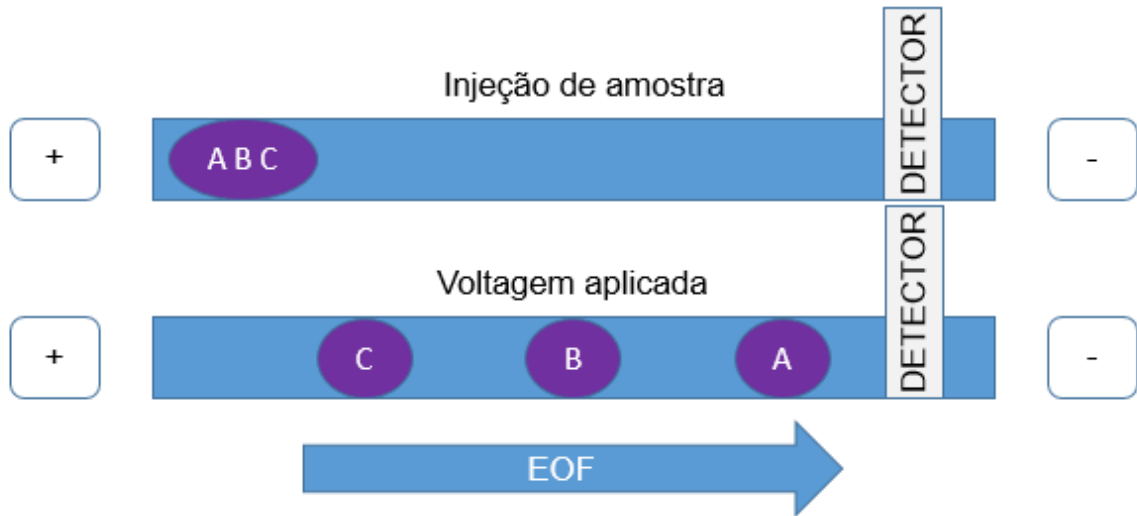 Injeção de amostra
DETECTOR
+
A B C
-
Voltagem aplicada
DETECTOR
+
C
B
A
-
EOF